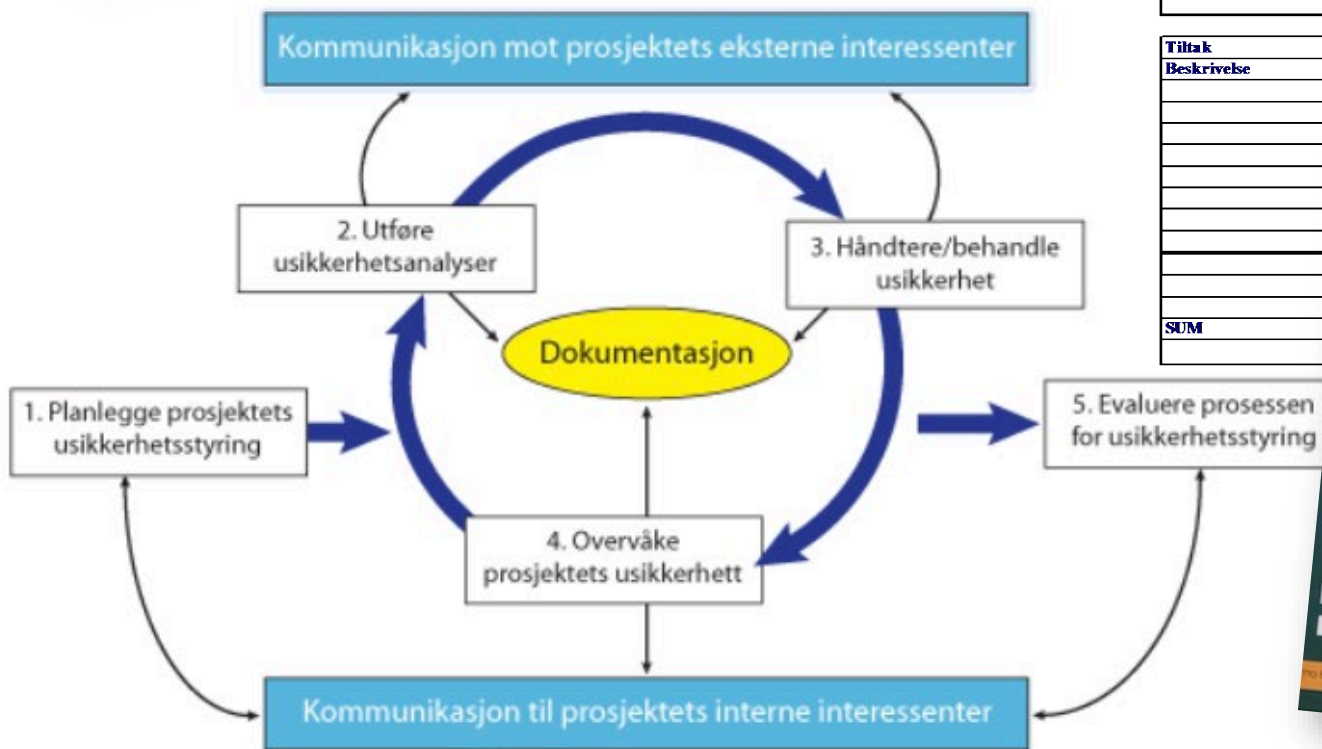 Kommunikasjon mot prosjektets eksterne interessenter
Tiltak
Beskrivelse
SUM
2. Utføre
usikkerhetsanalyser
3. Håndtere/behandle
usikkerhet
Dokumentasjon
1. Planlegge prosjektets
usikkerhetsstyring
5. Evaluere prosessen
for usikkerhetsstyring
4. Overvåke
prosjektets usikkerhett
Kommunikasjon til prosjektets interne interessenter